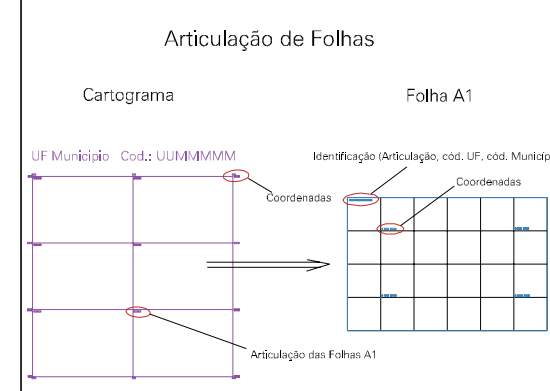 Articulação de Folhas
Cartograma
Folha A1
UF Municipio Cod.: UUMMMMM
Identificação (Articulação, cód. UF, cód. Municíp
Coordenadas
Coordenadas
Articulação das Folhas A1